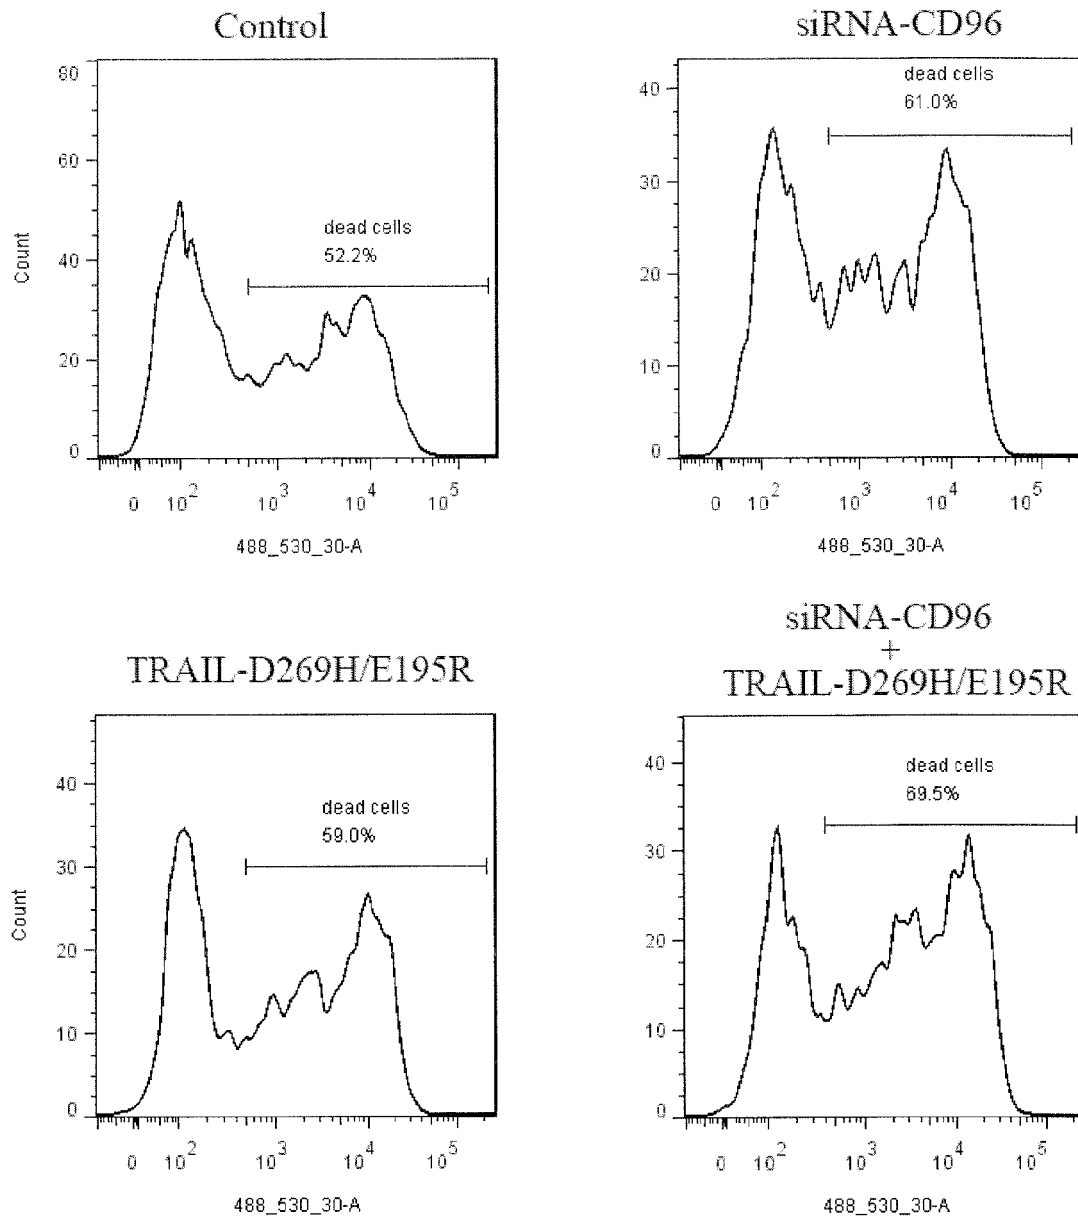 Control
80
60
40
20
0
Count
dead cells
52.2%
0 10^2 10^3 10^4 10^5
488_530_30-A
siRNA-CD96
40
30
20
10
0
dead cells
61.0%
0 10^2 10^3 10^4 10^5
488_530_30-A
TRAIL-D269H/E195R
40
30
20
10
0
Count
dead cells
59.0%
0 10^2 10^3 10^4 10^5
488_530_30-A
siRNA-CD96
+
TRAIL-D269H/E195R
40
30
20
10
0
dead cells
69.5%
0 10^2 10^3 10^4 10^5
488_530_30-A